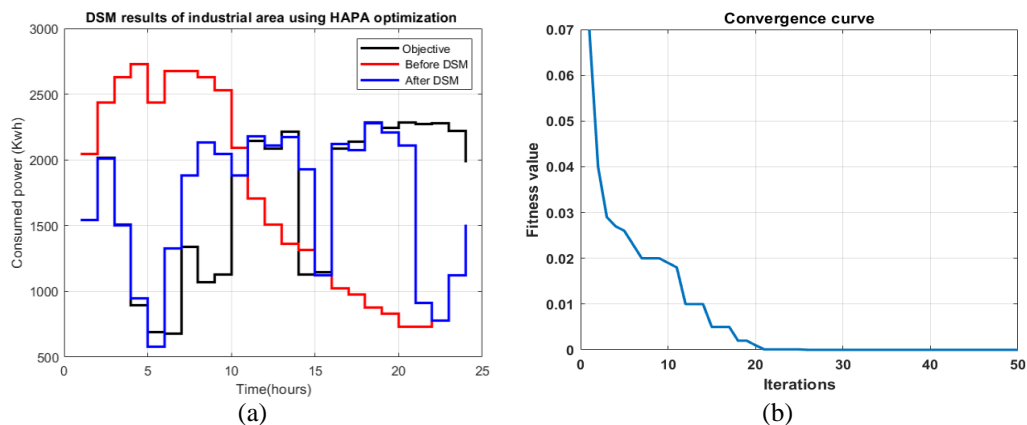 DSM results of industrial area using HAPA optimization
3000
2500
2000
1500
1000
500
Consumed power (Kwh)
Objective
Before DSM
After DSM
0 5 10 15 20 25
Time(hours)
(a)
Convergence curve
0.07
0.06
0.05
0.04
0.03
0.02
0.01
0
Fitness value
0 10 20 30 40 50
Iterations
(b)